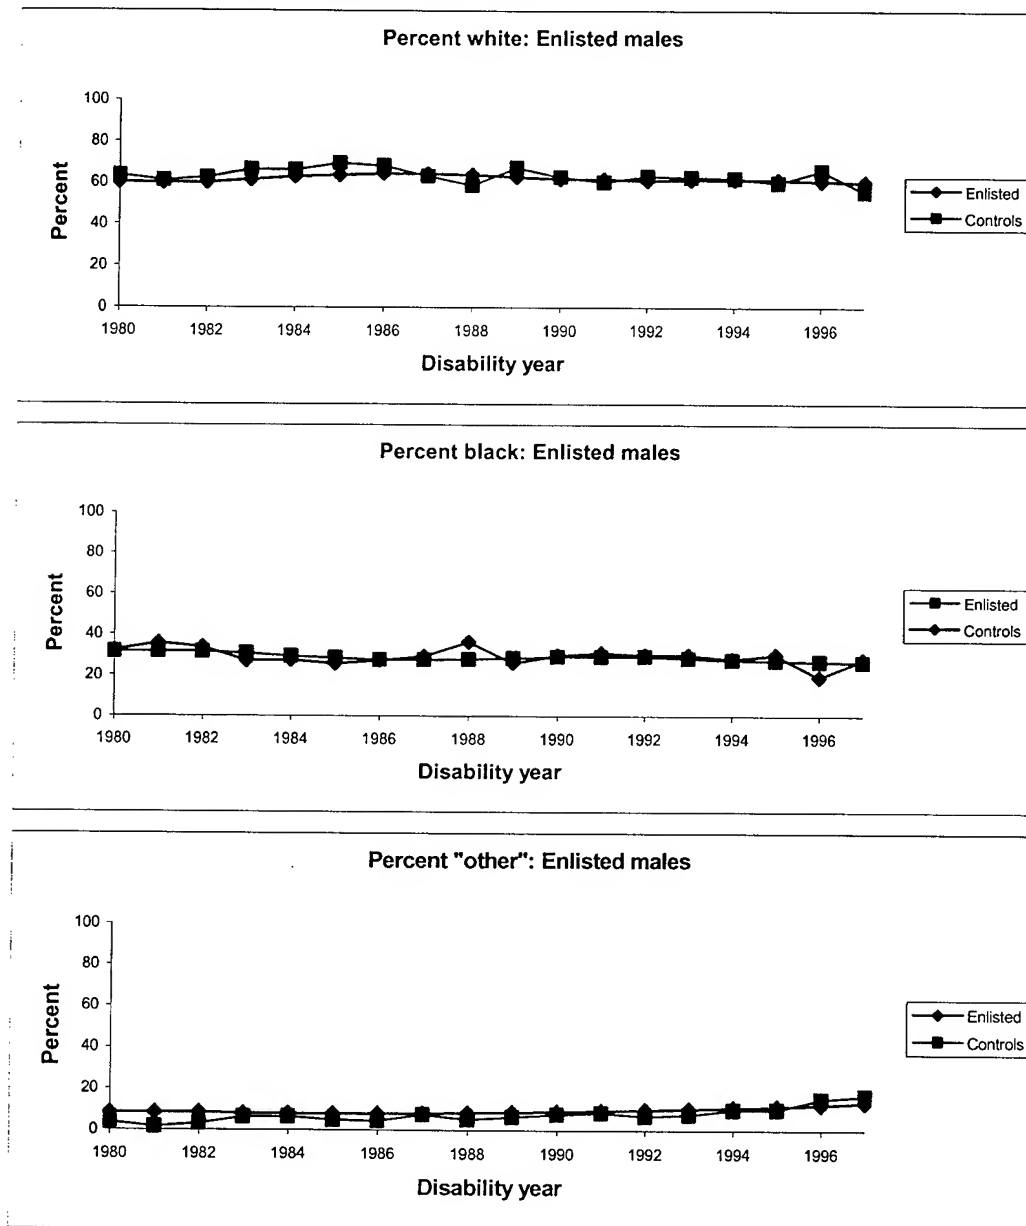 Percent white: Enlisted males
100
80
60
40
20
0
Percent
1980 1982 1984 1986 1988 1990 1992 1994 1996
Disability year
Enlisted
Controls
Percent black: Enlisted males
100
80
60
40
20
0
Percent
1980 1982 1984 1986 1988 1990 1992 1994 1996
Disability year
Enlisted
Controls
Percent "other": Enlisted males
100
80
60
40
20
0
Percent
1980 1982 1984 1986 1988 1990 1992 1994 1996
Disability year
Enlisted
Controls